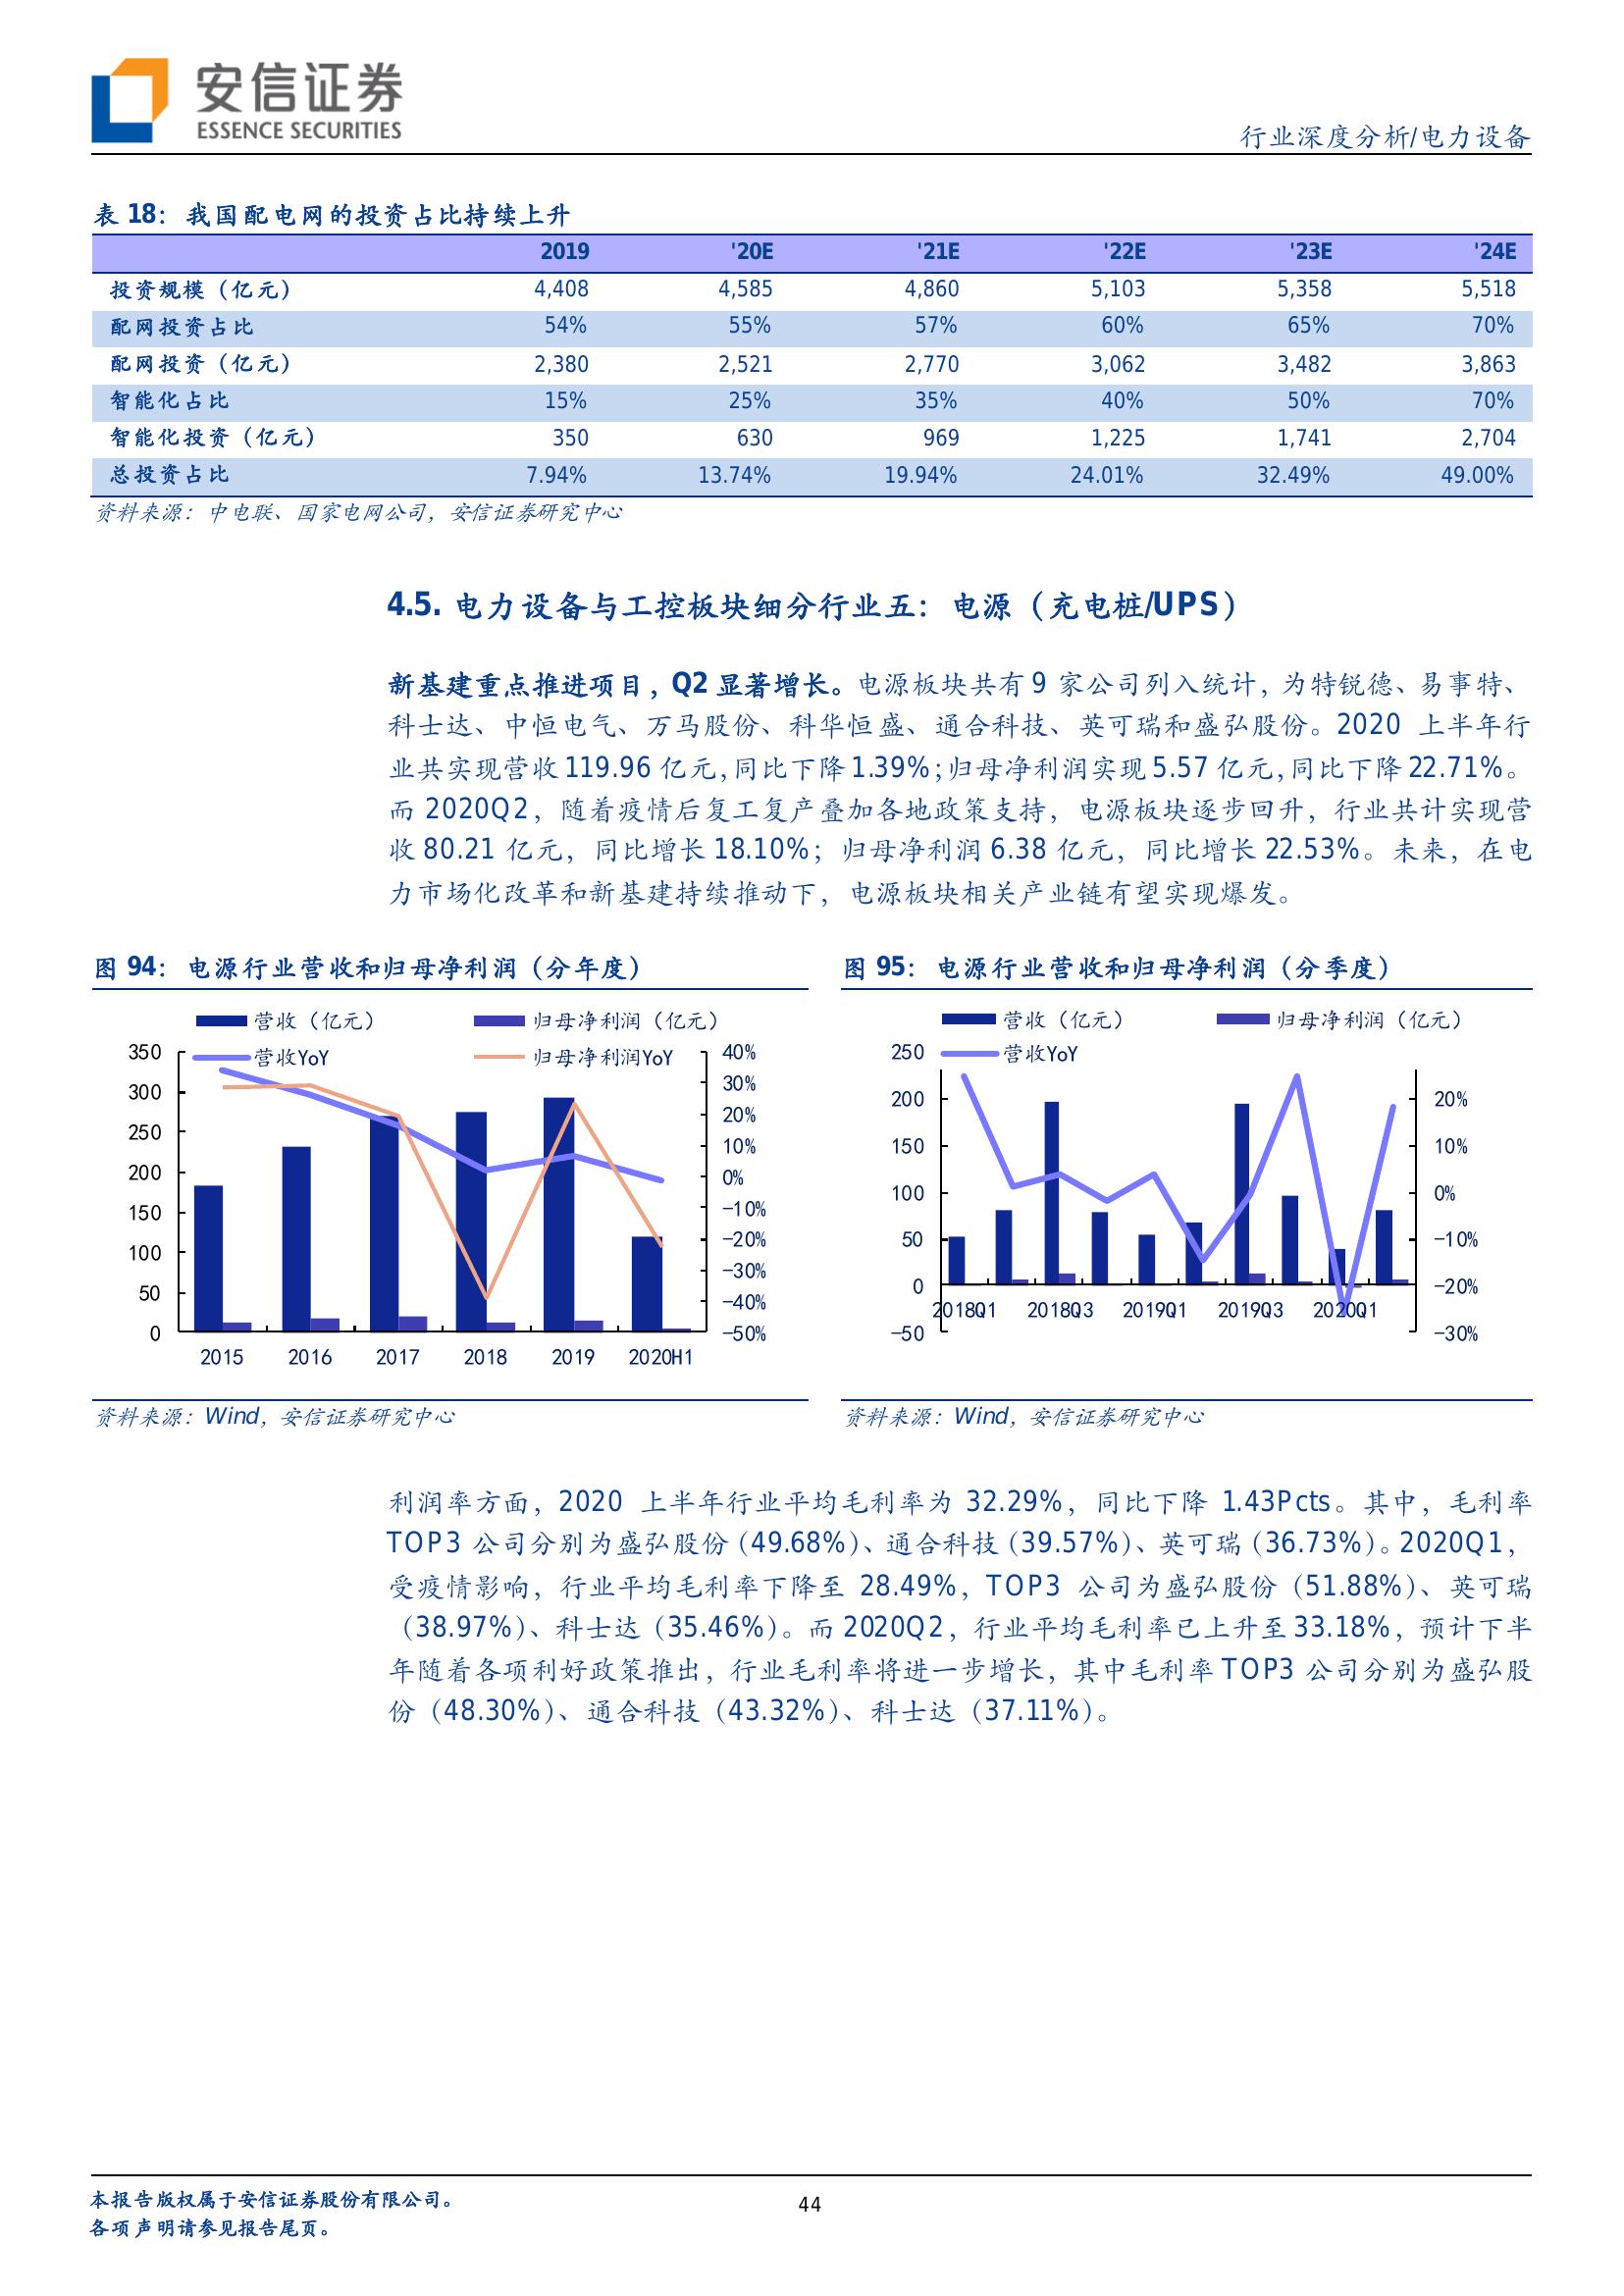 安信证券
ESSENCE SECURITIES
行业深度分析/电力设备
表 18：我国配电网的投资占比持续上升
2019 '20E '21E '22E '23E '24E
投资规模（亿元） 4,408 4,585 4,860 5,103 5,358 5,518
配网投资占比 54% 55% 57% 60% 65% 70%
配网投资（亿元） 2,380 2,521 2,770 3,062 3,482 3,863
智能化占比 15% 25% 35% 40% 50% 70%
智能化投资（亿元） 350 630 969 1,225 1,741 2,704
总投资占比 7.94% 13.74% 19.94% 24.01% 32.49% 49.00%
资料来源：中电联、国家电网公司，安信证券研究中心
4.5. 电力设备与工控板块细分行业五：电源（充电桩/UPS）
新基建重点推进项目，Q2 显著增长。电源板块共有 9 家公司列入统计，为特锐德、易事特、
科士达、中恒电气、万马股份、科华恒盛、通合科技、英可瑞和盛弘股份。2020 上半年行
业共实现营收 119.96 亿元，同比下降 1.39%；归母净利润实现 5.57 亿元，同比下降 22.71%。
而 2020Q2，随着疫情后复工复产叠加各地政策支持，电源板块逐步回升，行业共计实现营
收 80.21 亿元，同比增长 18.10%；归母净利润 6.38 亿元，同比增长 22.53%。未来，在电
力市场化改革和新基建持续推动下，电源板块相关产业链有望实现爆发。
图 94：电源行业营收和归母净利润（分年度）
营收（亿元） 归母净利润（亿元）
营收YoY 归母净利润YoY
350 40%
300 30%
250 20%
200 10%
150 0%
100 -10%
50 -20%
0 -30%
-40%
-50%
2015 2016 2017 2018 2019 2020H1
资料来源：Wind，安信证券研究中心
图 95：电源行业营收和归母净利润（分季度）
营收（亿元） 归母净利润（亿元）
营收YoY
250
200 20%
150 10%
100 0%
50 -10%
0 -20%
-50 -30%
2018Q1 2018Q3 2019Q1 2019Q3 2020Q1
资料来源：Wind，安信证券研究中心
利润率方面，2020 上半年行业平均毛利率为 32.29%，同比下降 1.43Pcts。其中，毛利率
TOP3 公司分别为盛弘股份（49.68%）、通合科技（39.57%）、英可瑞（36.73%）。2020Q1，
受疫情影响，行业平均毛利率下降至 28.49%，TOP3 公司为盛弘股份（51.88%）、英可瑞
（38.97%）、科士达（35.46%）。而 2020Q2，行业平均毛利率已上升至 33.18%，预计下半
年随着各项利好政策推出，行业毛利率将进一步增长，其中毛利率 TOP3 公司分别为盛弘股
份（48.30%）、通合科技（43.32%）、科士达（37.11%）。
本报告版权属于安信证券股份有限公司。
各项声明请参见报告尾页。
44